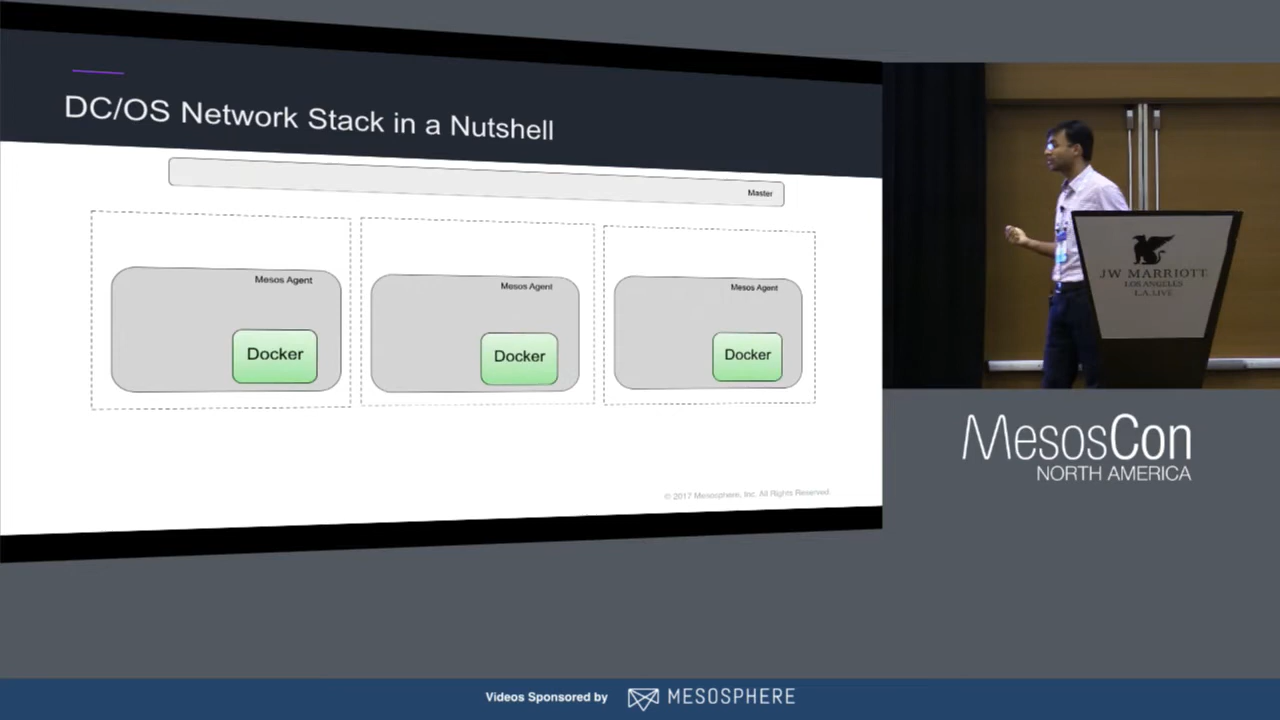 DC/OS Network Stack in a Nutshell
Master
Mesos Agent
Docker
Mesos Agent
Docker
Mesos Agent
Docker
© 2017 Mesosphere, Inc. All Rights Reserved.
JW MARRIOTT
LOS ANGELES
L.A. LIVE
MesosCon
NORTH AMERICA
Videos Sponsored by MESOSPHERE